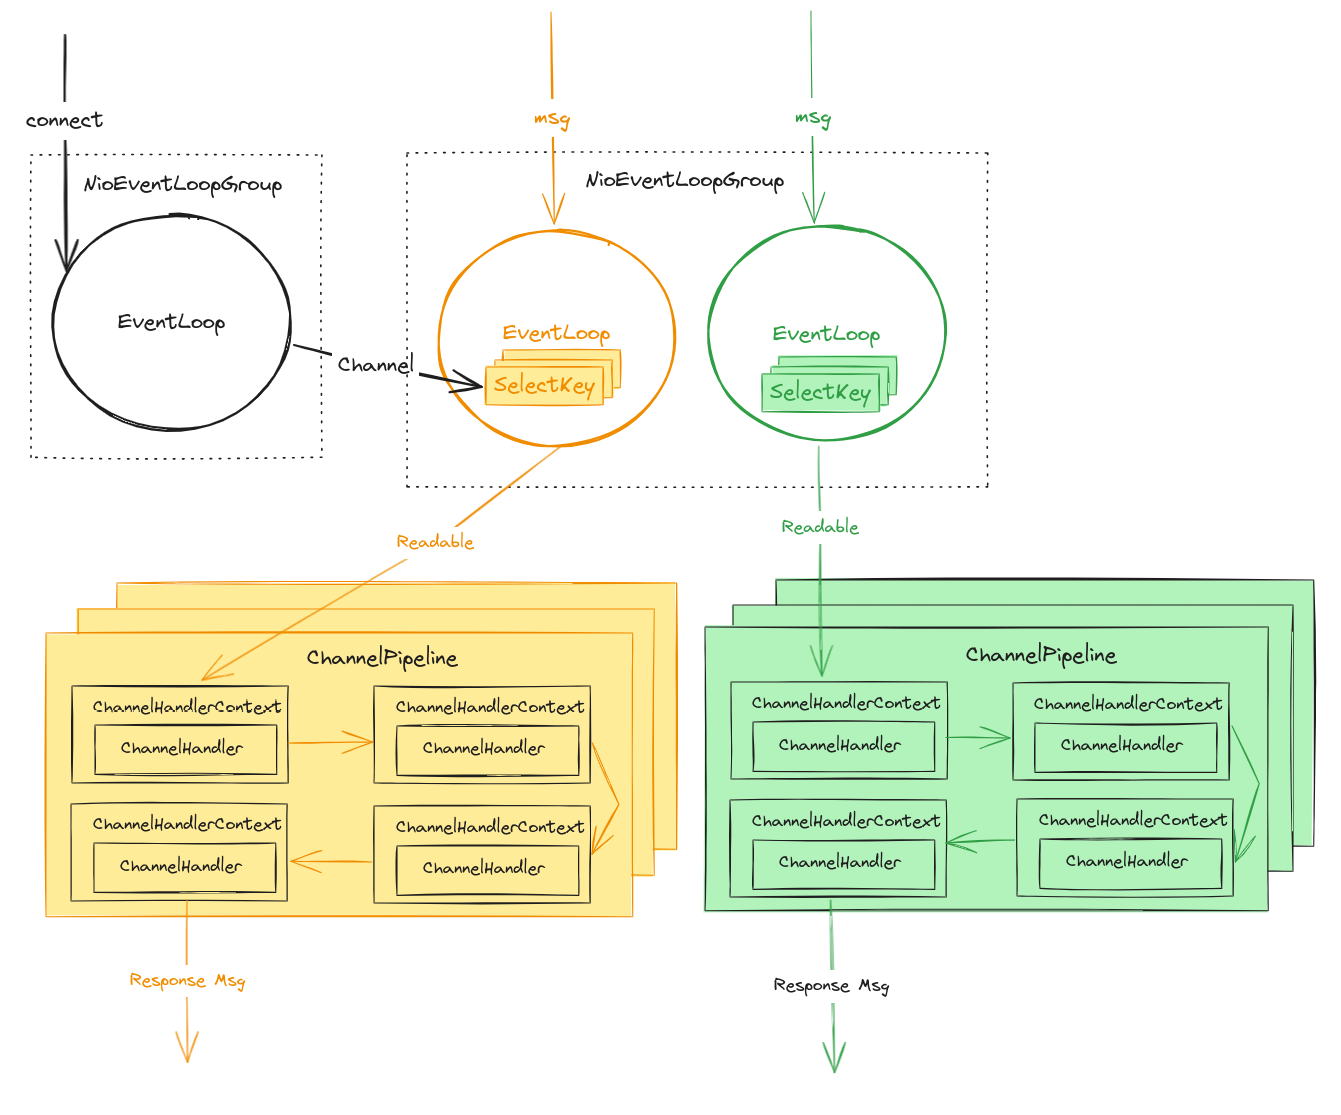 msg
msg
connect
NioEventLoopGroup
NioEventLoopGroup
EventLoop
Channel
EventLoop
SelectKey
EventLoop
SelectKey
Readable
Readable
ChannelPipeline
ChannelHandlerContext
ChannelHandler
ChannelHandlerContext
ChannelHandler
ChannelHandlerContext
ChannelHandler
ChannelHandlerContext
ChannelHandler
Response Msg
ChannelPipeline
ChannelHandlerContext
ChannelHandler
ChannelHandlerContext
ChannelHandler
ChannelHandlerContext
ChannelHandler
ChannelHandlerContext
ChannelHandler
Response Msg